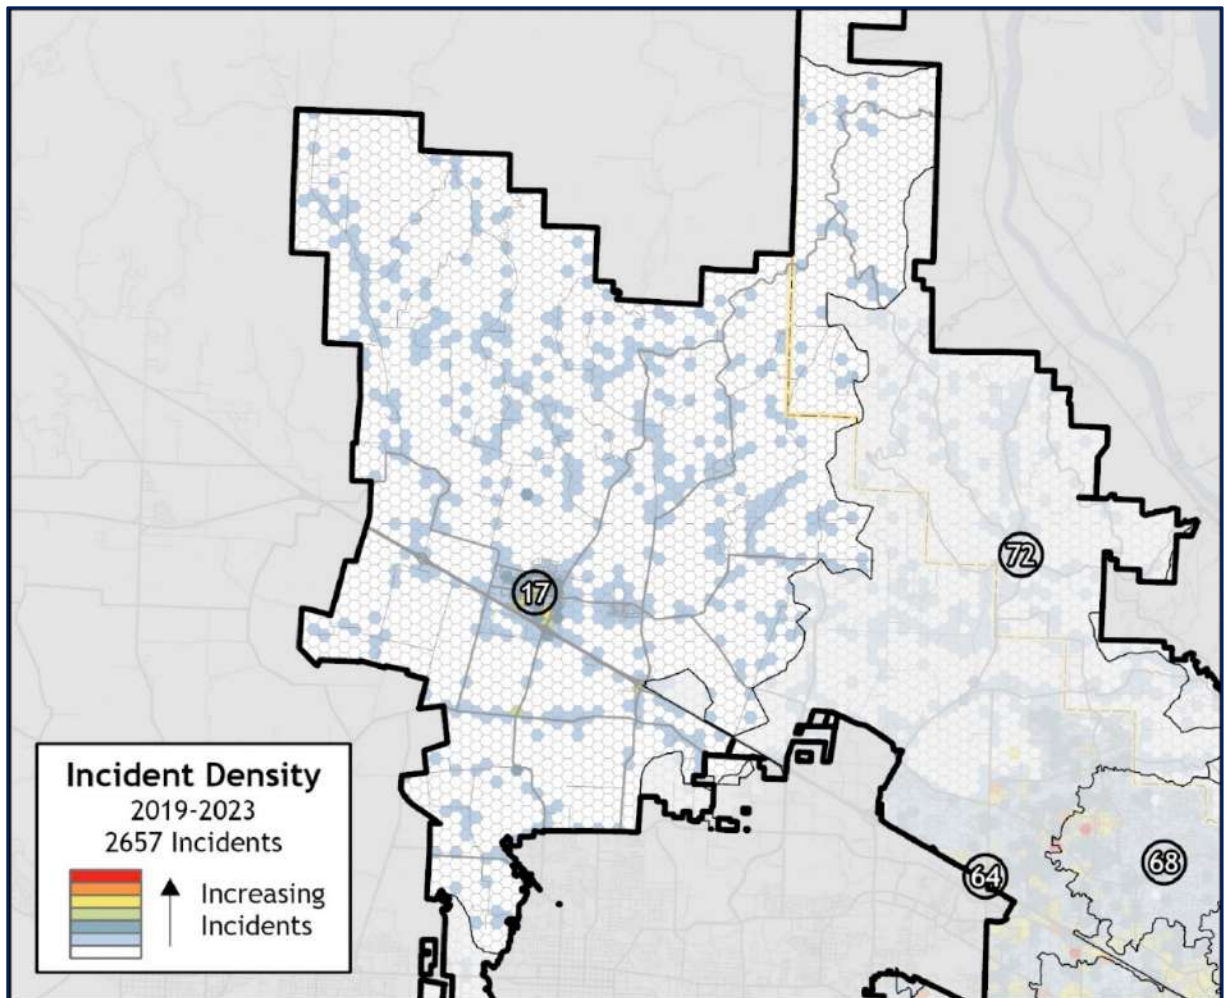 17
72
64
68
Incident Density
2019-2023
2657 Incidents
Increasing
Incidents